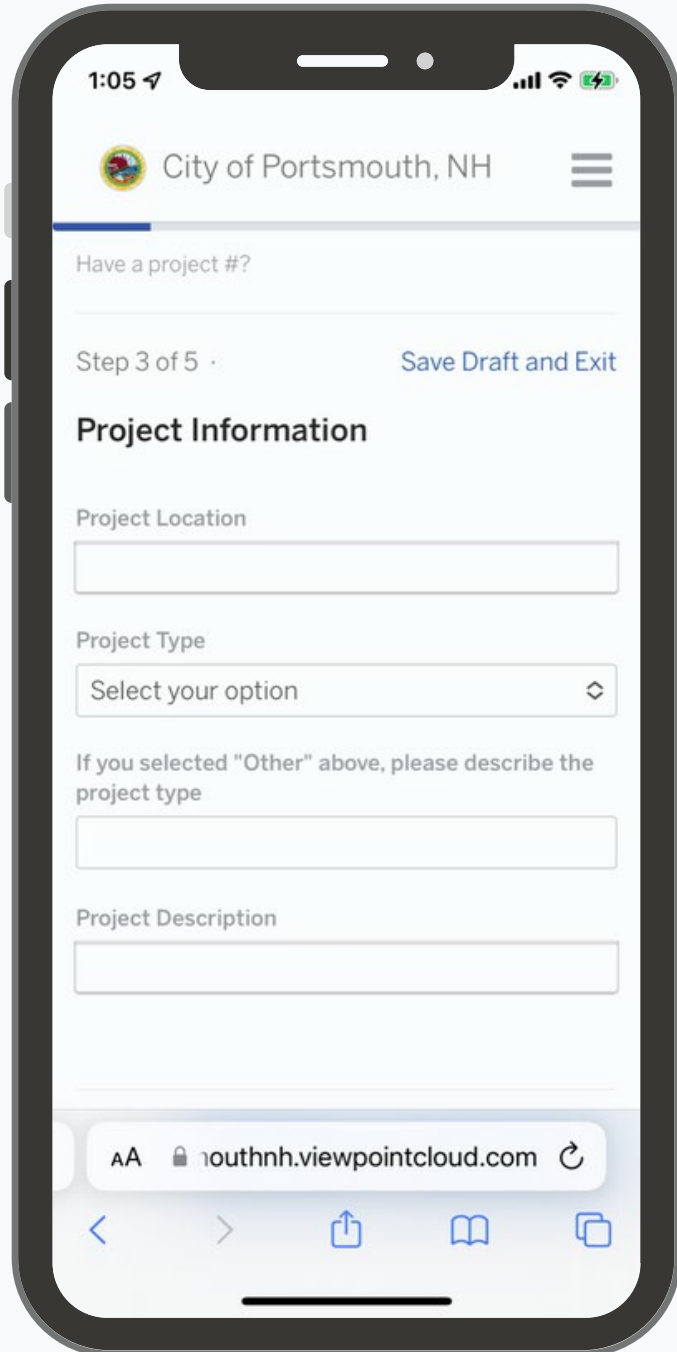 1:05
City of Portsmouth, NH
Have a project #?
Step 3 of 5 · Save Draft and Exit
Project Information
Project Location
Project Type
Select your option
If you selected "Other" above, please describe the
project type
Project Description
AA outhnh.viewpointcloud.com